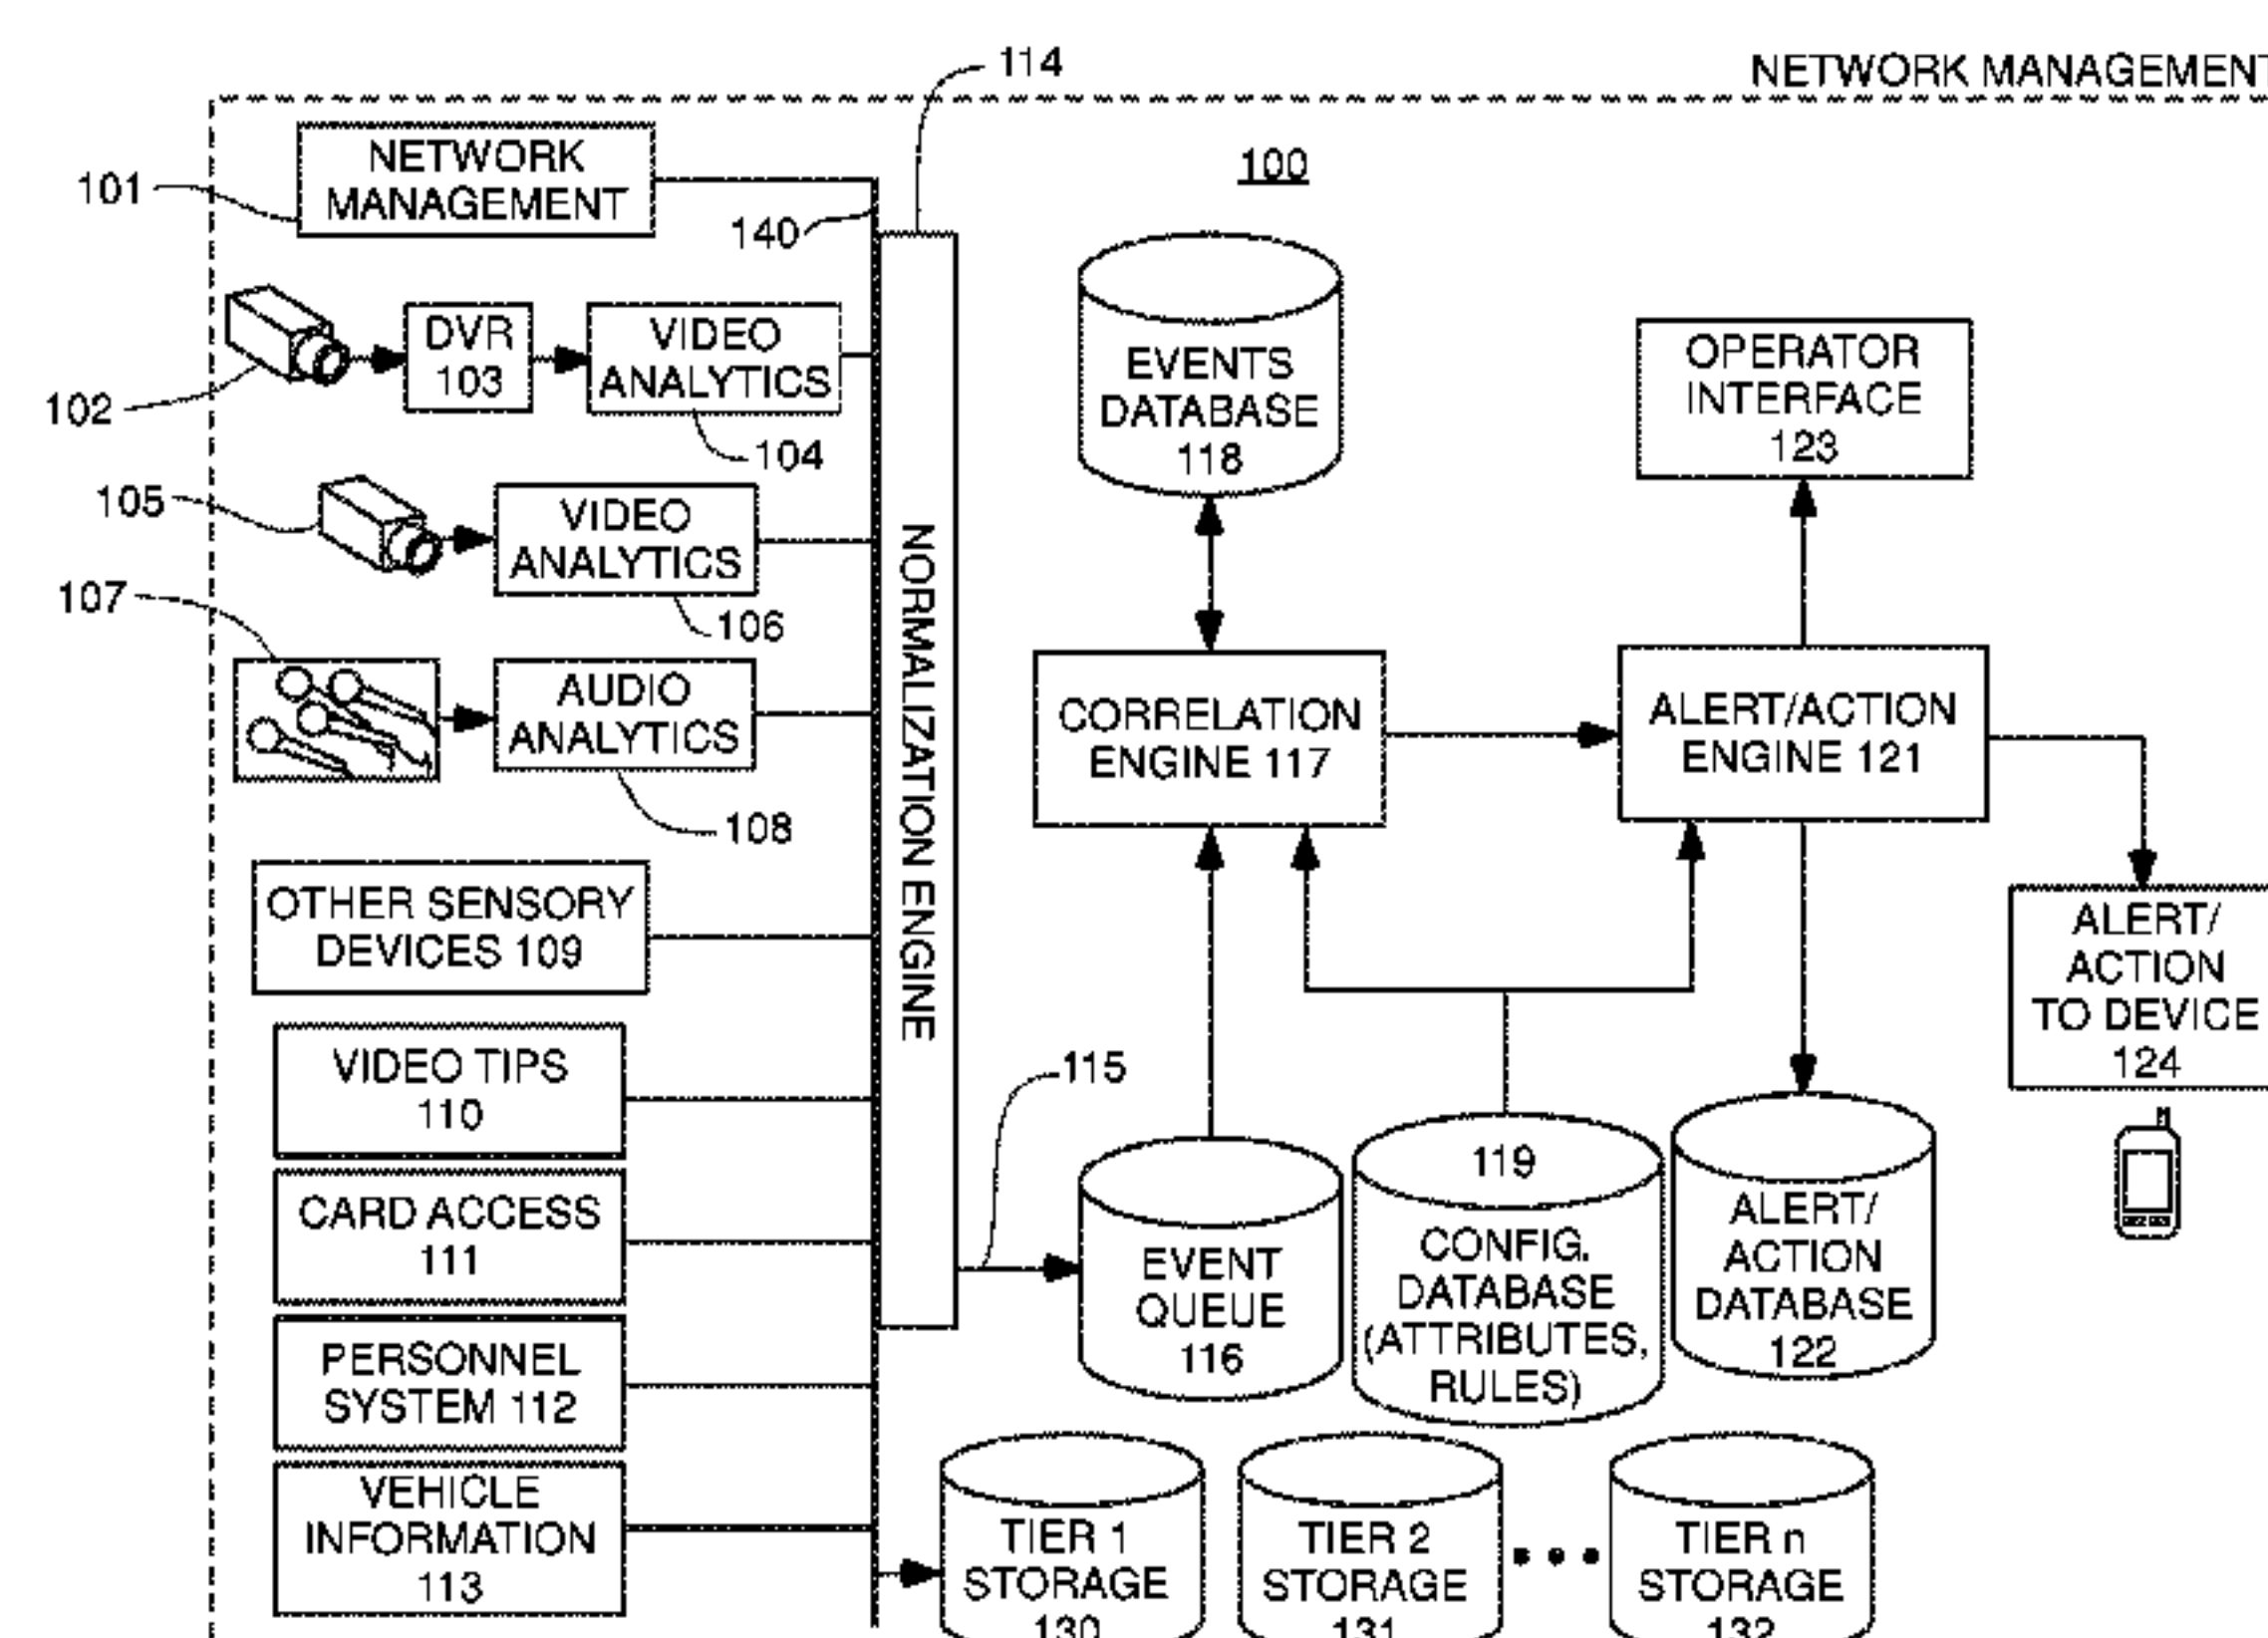 114
NETWORK MANAGEMENT
100
101
NETWORK
MANAGEMENT
140
102
DVR
103
VIDEO
ANALYTICS
104
105
VIDEO
ANALYTICS
106
107
AUDIO
ANALYTICS
108
OTHER SENSORY
DEVICES 109
VIDEO TIPS
110
CARD ACCESS
111
PERSONNEL
SYSTEM 112
VEHICLE
INFORMATION
113
NORMALIZATION ENGINE
EVENTS
DATABASE
118
OPERATOR
INTERFACE
123
CORRELATION
ENGINE 117
ALERT/ACTION
ENGINE 121
ALERT/
ACTION
TO DEVICE
124
115
EVENT
QUEUE
116
119
CONFIG.
DATABASE
(ATTRIBUTES,
RULES)
ALERT/
ACTION
DATABASE
122
TIER 1
STORAGE
130
TIER 2
STORAGE
131
TIER n
STORAGE
132